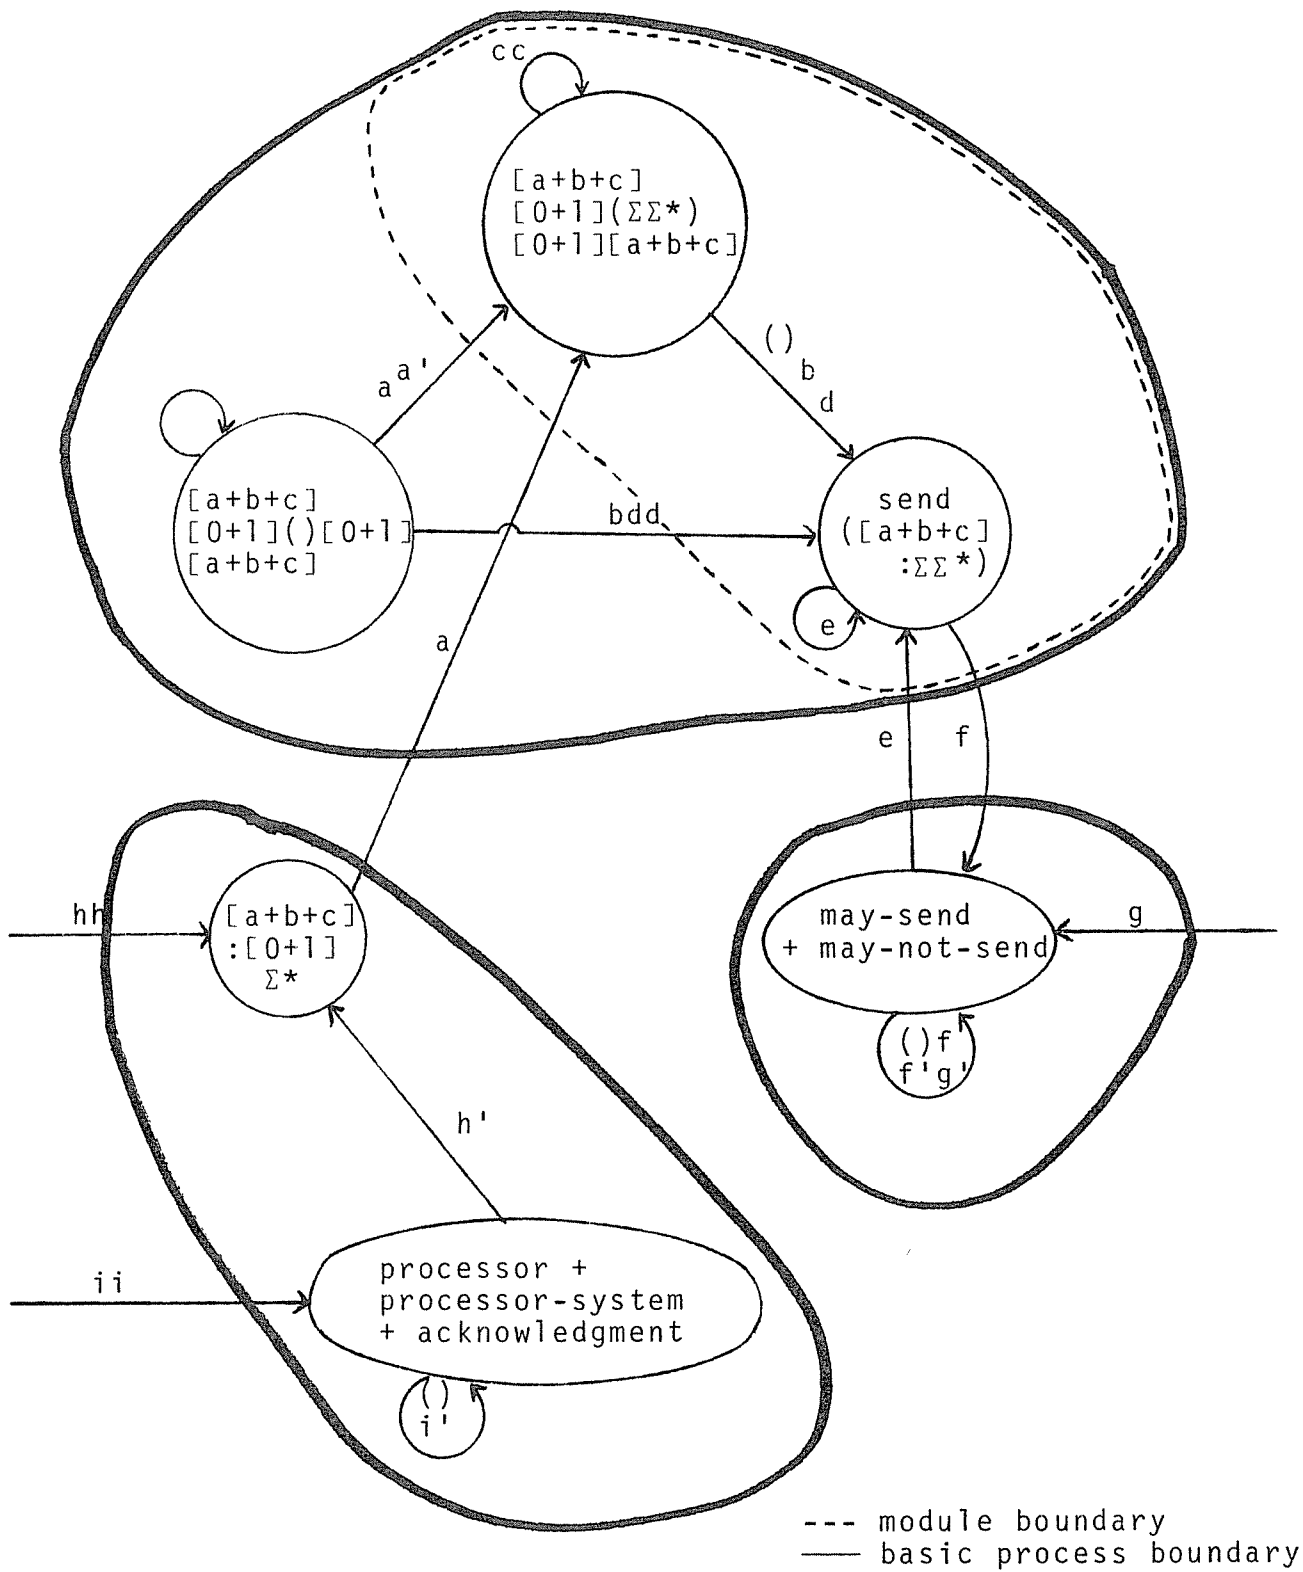 cc
[a+b+c]
[0+1](ΣΣ*)
[0+1][a+b+c]
()
b
d
a a'
[a+b+c]
[0+1]()[0+1]
[a+b+c]
bdd
send
([a+b+c]
:ΣΣ*)
e
a
e
f
hh
[a+b+c]
:[0+1]
Σ*
may-send
+ may-not-send
g
()f
f'g'
h'
ii
processor +
processor-system
+ acknowledgment
()
i'
--- module boundary
— basic process boundary